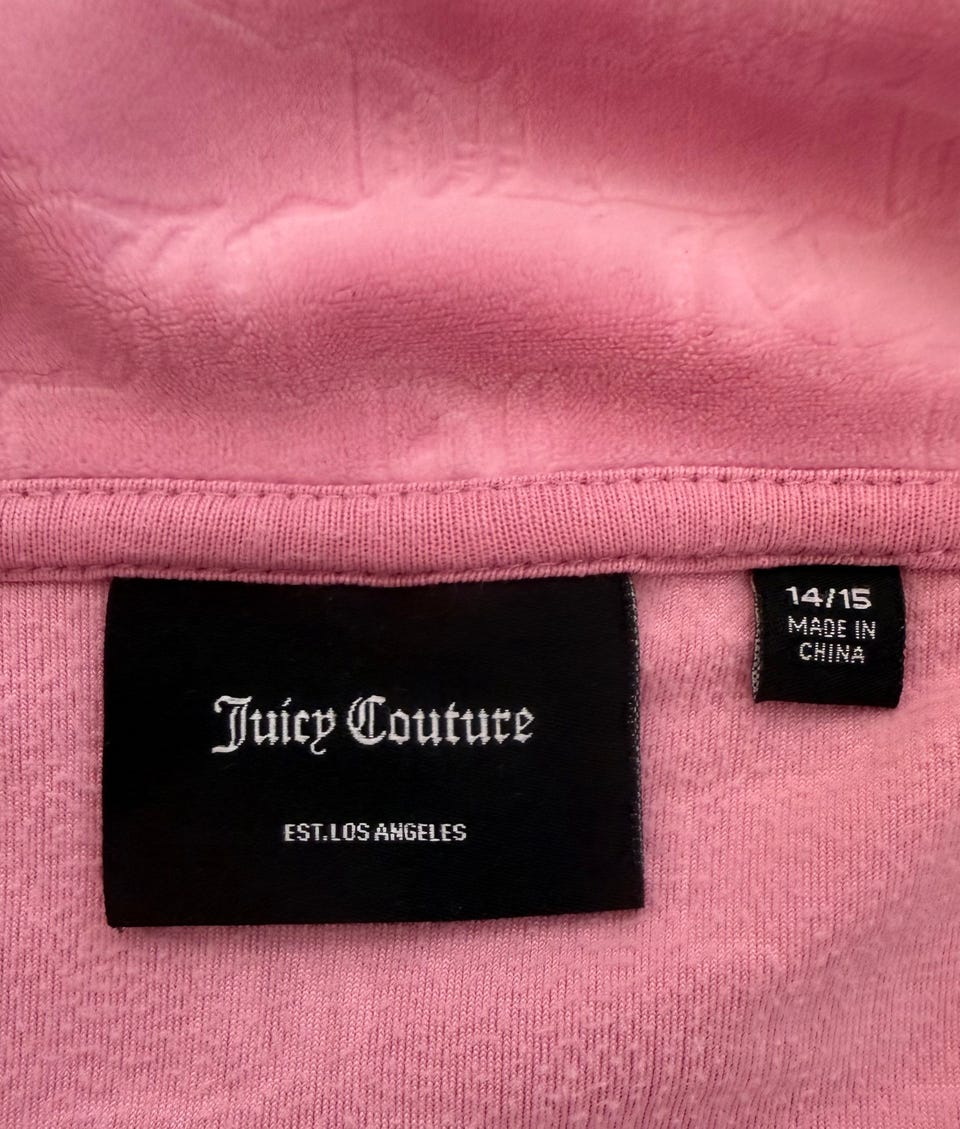 Juicy Couture
EST. LOS ANGELES
14/15
MADE IN
CHINA